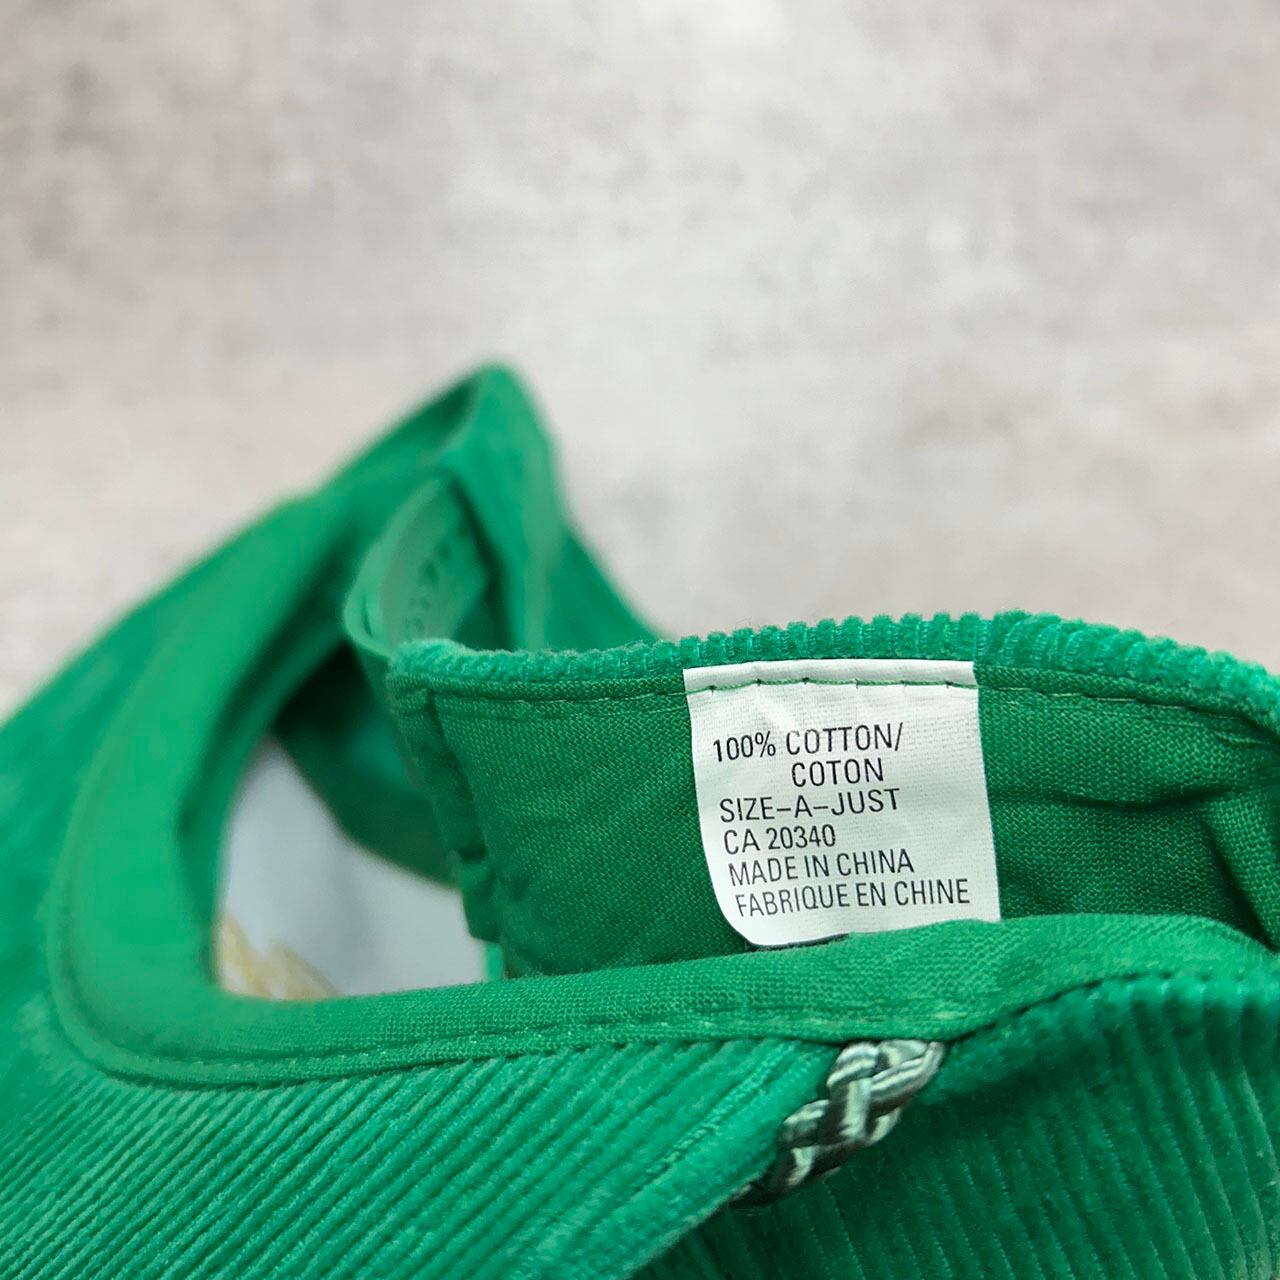 100% COTTON/
COTON
SIZE-A-JUST
CA 20340
MADE IN CHINA
FABRIQUE EN CHINE